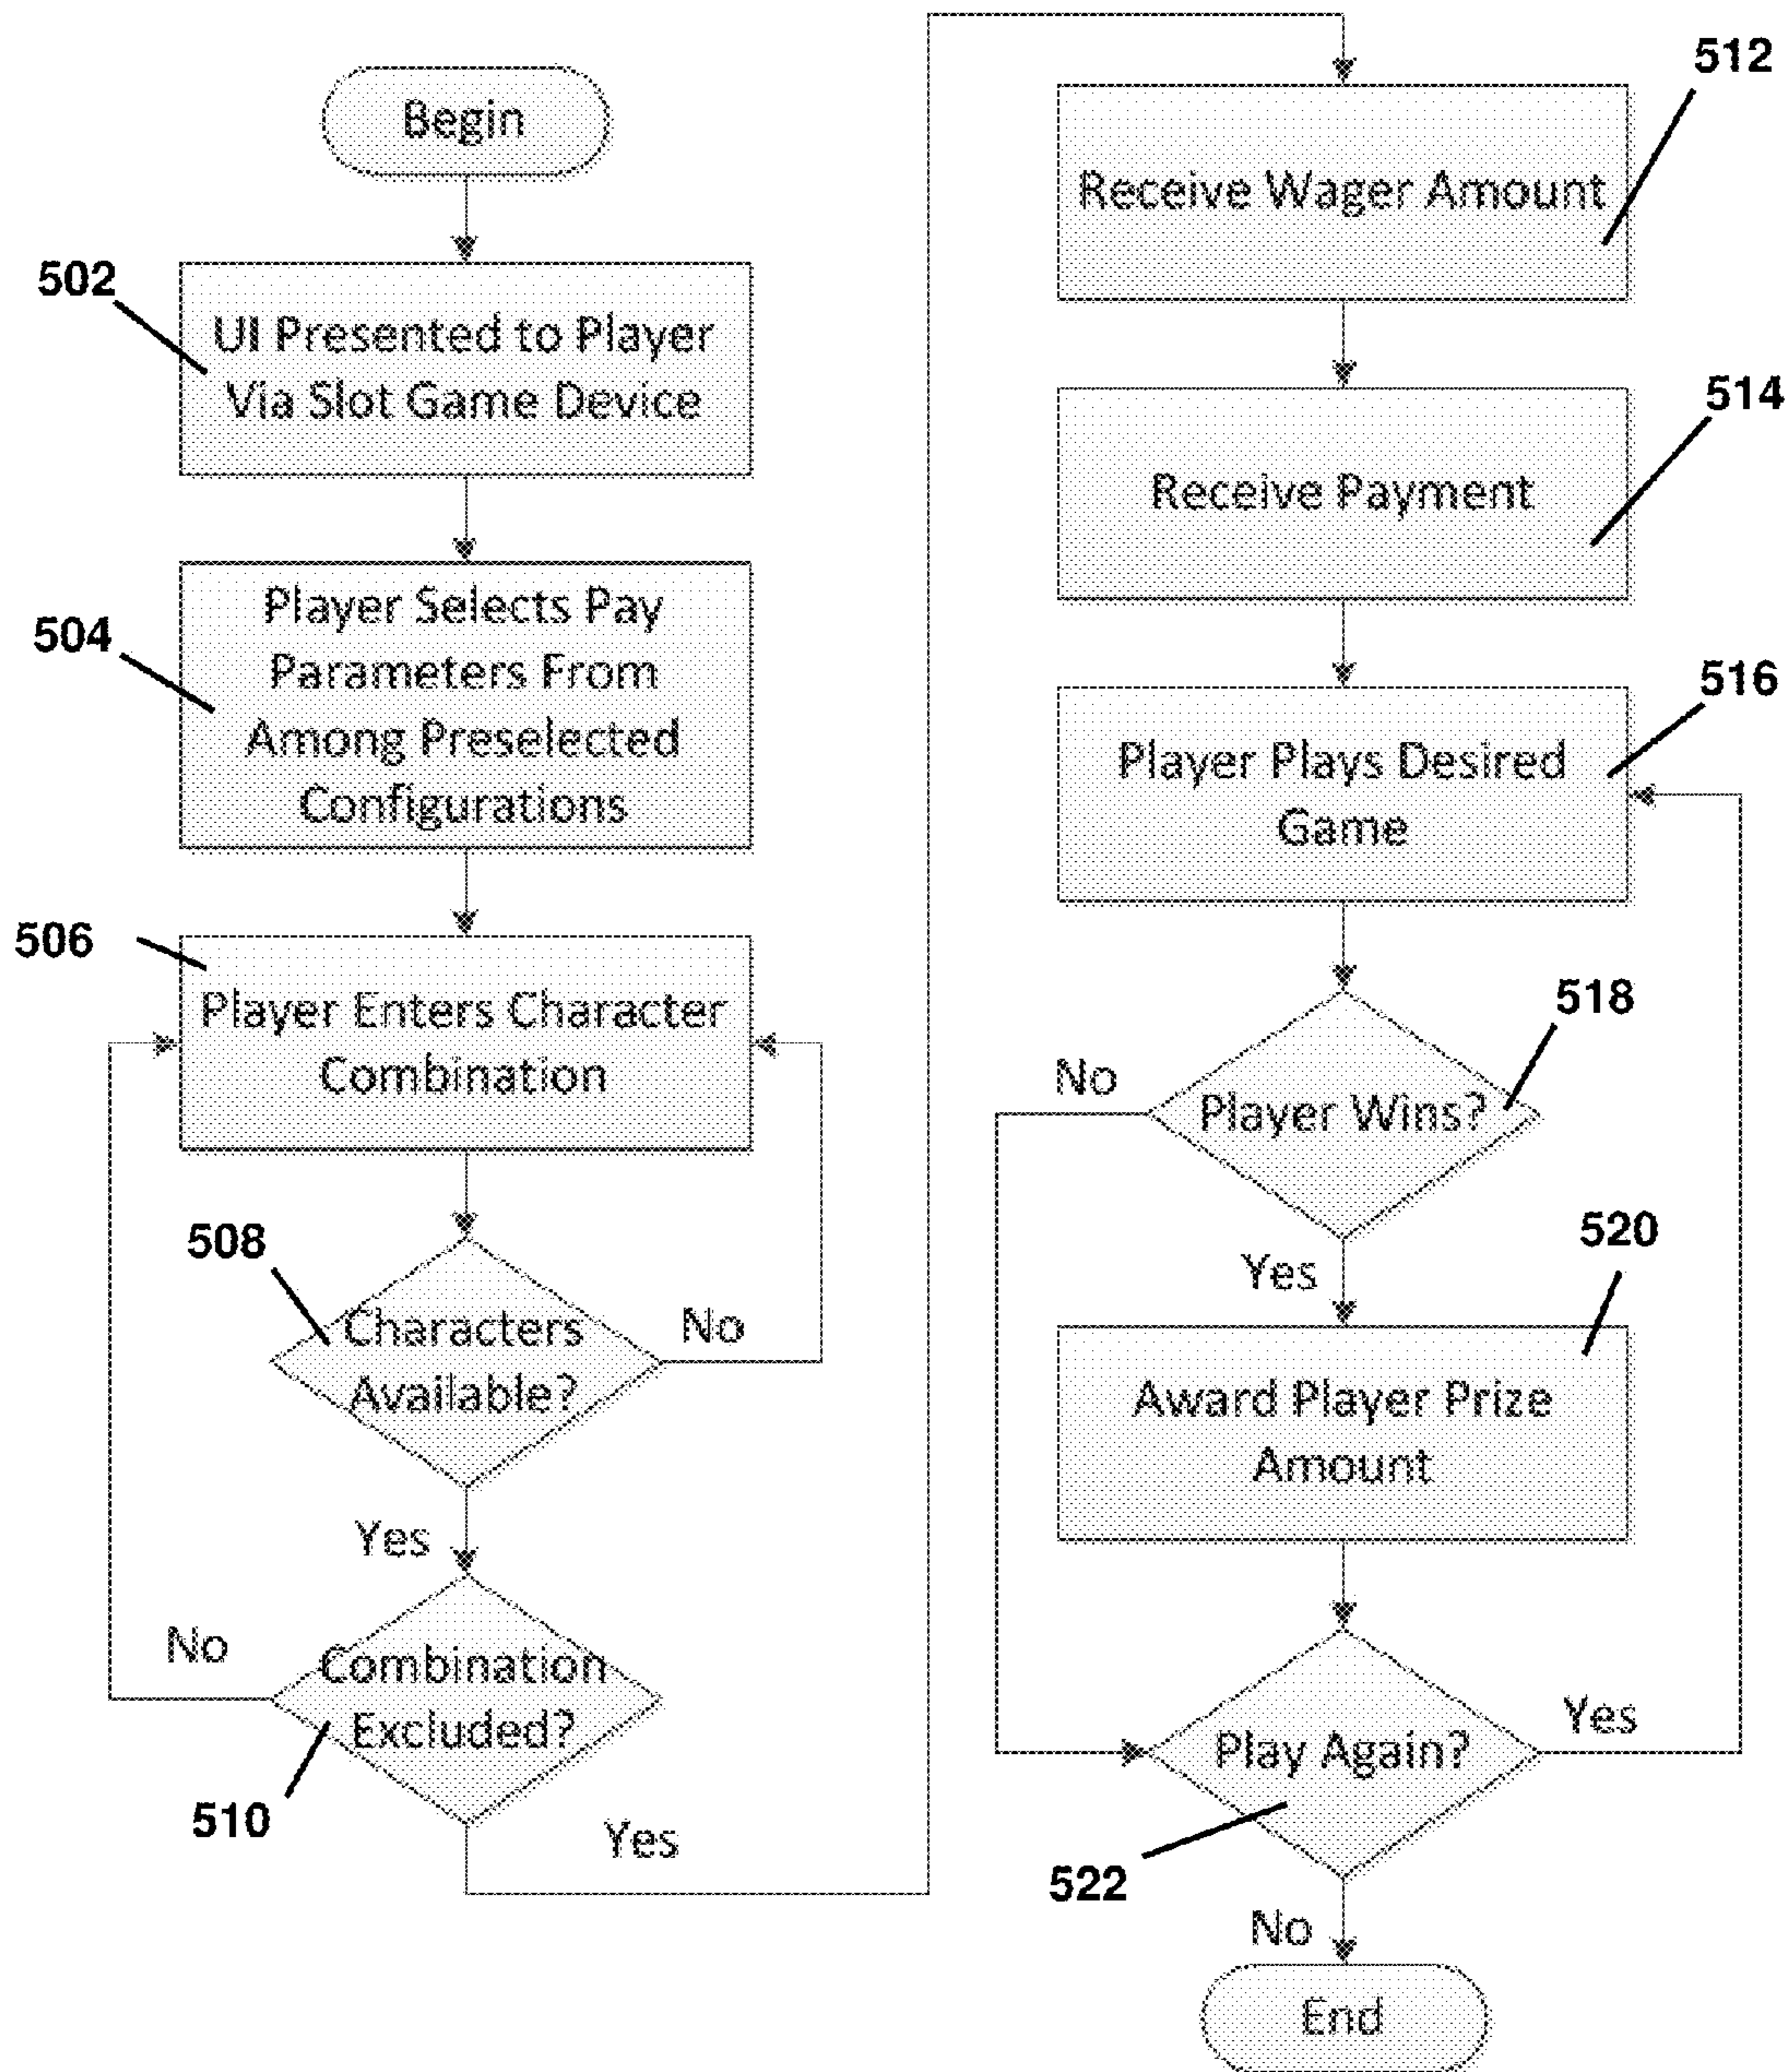 Begin
502
UI Presented to Player
Via Slot Game Device
504
Player Selects Pay
Parameters From
Among Preselected
Configurations
506
Player Enters Character
Combination
508
Characters
Available?
No
Yes
No
Combination
Excluded?
510
Yes
512
Receive Wager Amount
514
Receive Payment
516
Player Plays Desired
Game
518
No
Player Wins?
Yes
520
Award Player Prize
Amount
Play Again?
Yes
522
No
End